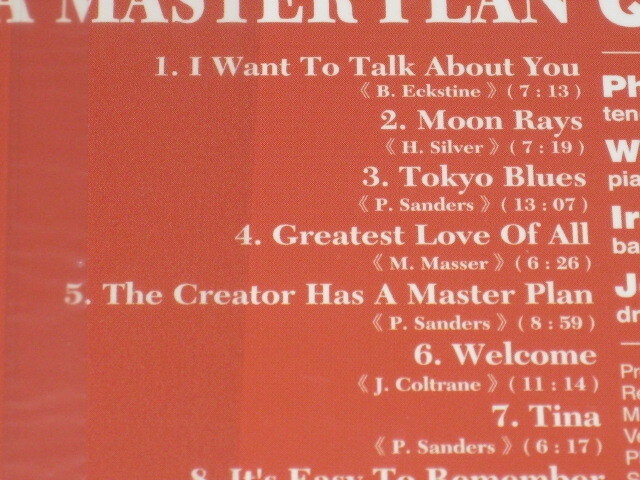 A MASTER PLAN
1. I Want To Talk About You
《 B. Eckstine 》( 7 : 13 )
2. Moon Rays
《 H. Silver 》( 7 : 19 )
3. Tokyo Blues
《 P. Sanders 》( 13 : 07 )
4. Greatest Love Of All
《 M. Masser 》( 6 : 26 )
5. The Creator Has A Master Plan
《 P. Sanders 》( 8 : 59 )
6. Welcome
《 J. Coltrane 》( 11 : 14 )
7. Tina
《 P. Sanders 》( 6 : 17 )
8. It's Easy To Remember
Ph
ten
W
pia
Ir
ba
J
dr
Pr
Re
M
Ve
P